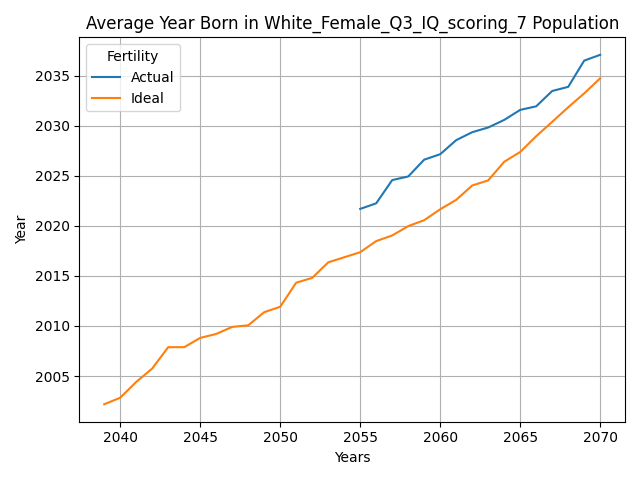 Average Year Born in White_Female_Q3_IQ_scoring_7 Population
Fertility
Actual
Ideal
2035
2030
2025
2020
2015
2010
2005
Year
2040 2045 2050 2055 2060 2065 2070
Years